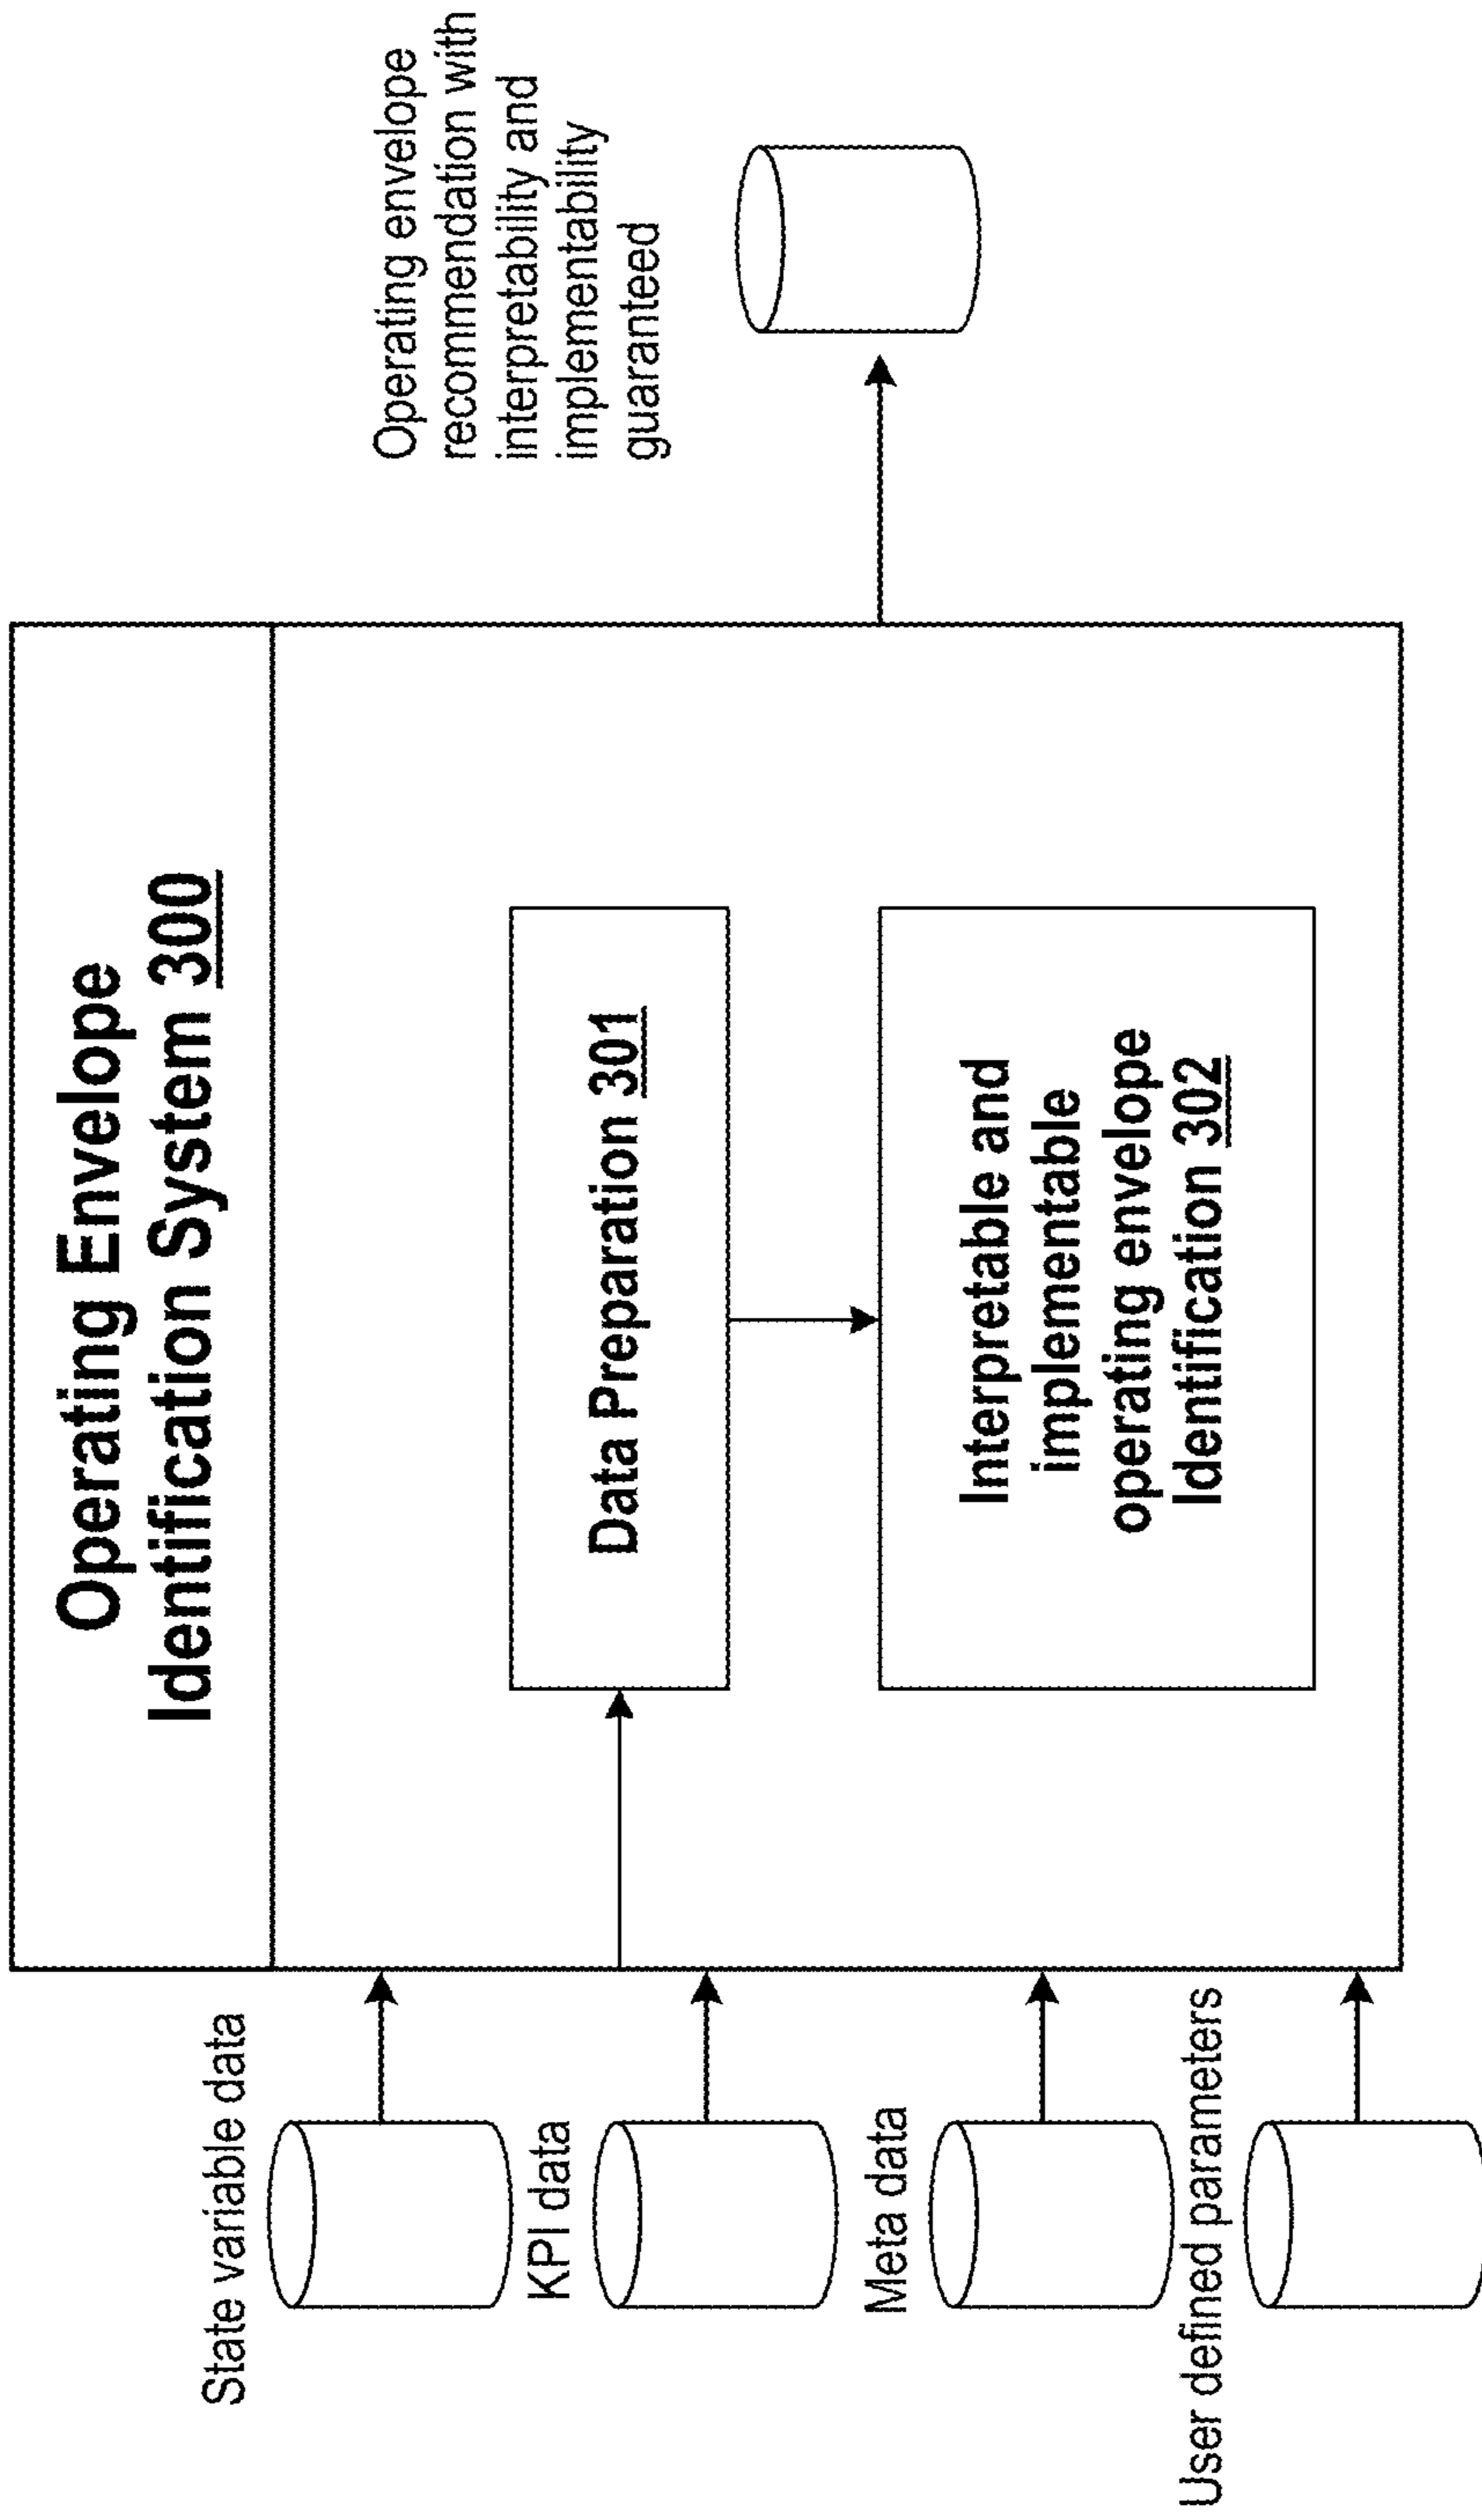 Operating Envelope
Identification System 300
State variable data
KPI data
Meta data
User defined parameters
Data Preparation 301
Interpretable and
implementable
operating envelope
Identification 302
Operating envelope
recommendation with
interpretability and
implementability
guaranteed